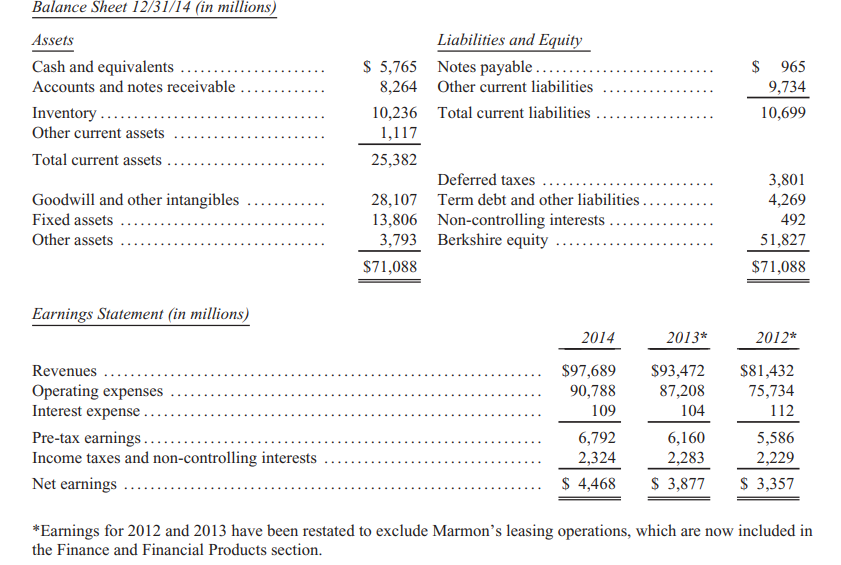 Balance Sheet 12/31/14 (in millions)
Assets Liabilities and Equity
Cash and equivalents ...................... $ 5,765 Notes payable ........................... $ 965
Accounts and notes receivable ............. 8,264 Other current liabilities ................. 9,734
Inventory .................................. 10,236 Total current liabilities .................. 10,699
Other current assets ....................... 1,117
Total current assets ........................ 25,382
Deferred taxes .......................... 3,801
Goodwill and other intangibles ............ 28,107 Term debt and other liabilities ........... 4,269
Fixed assets ............................... 13,806 Non-controlling interests ................ 492
Other assets ............................... 3,793 Berkshire equity ........................ 51,827
$71,088 $71,088
Earnings Statement (in millions)
2014 2013* 2012*
Revenues .................................................................. $97,689 $93,472 $81,432
Operating expenses ........................................................ 90,788 87,208 75,734
Interest expense ............................................................ 109 104 112
Pre-tax earnings ............................................................ 6,792 6,160 5,586
Income taxes and non-controlling interests .................................. 2,324 2,283 2,229
Net earnings ............................................................... $ 4,468 $ 3,877 $ 3,357
*Earnings for 2012 and 2013 have been restated to exclude Marmon’s leasing operations, which are now included in
the Finance and Financial Products section.